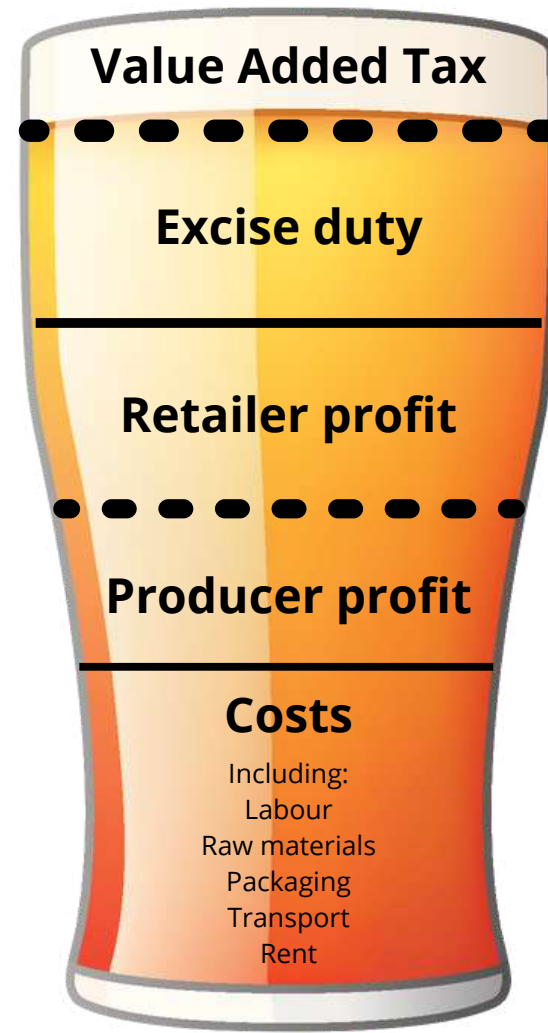 Value Added Tax
Excise duty
Retailer profit
Producer profit
Costs
Including:
Labour
Raw materials
Packaging
Transport
Rent